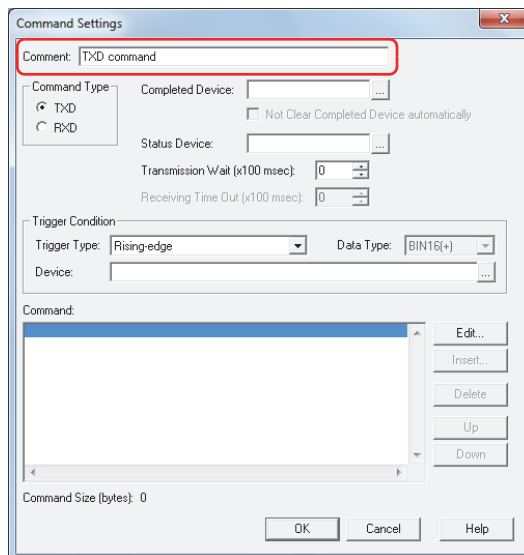 Command Settings
Comment: TXD command
Command Type
TXD
RXD
Completed Device: ...
Not Clear Completed Device automatically
Status Device: ...
Transmission Wait (x100 msec): 0
Receiving Time Out (x100 msec): 0
Trigger Condition
Trigger Type: Rising-edge Data Type: BIN16(+)
Device: ...
Command:
Edit...
Insert...
Delete
Up
Down
Command Size (bytes): 0
OK Cancel Help